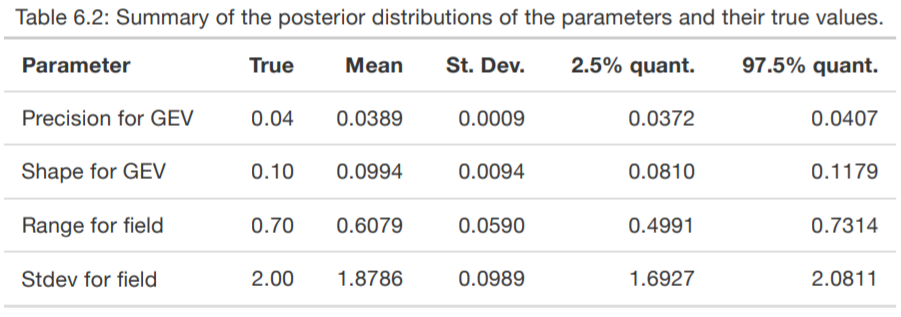 Table 6.2: Summary of the posterior distributions of the parameters and their true values.
Parameter True Mean St. Dev. 2.5% quant. 97.5% quant.
Precision for GEV 0.04 0.0389 0.0009 0.0372 0.0407
Shape for GEV 0.10 0.0994 0.0094 0.0810 0.1179
Range for field 0.70 0.6079 0.0590 0.4991 0.7314
Stdev for field 2.00 1.8786 0.0989 1.6927 2.0811